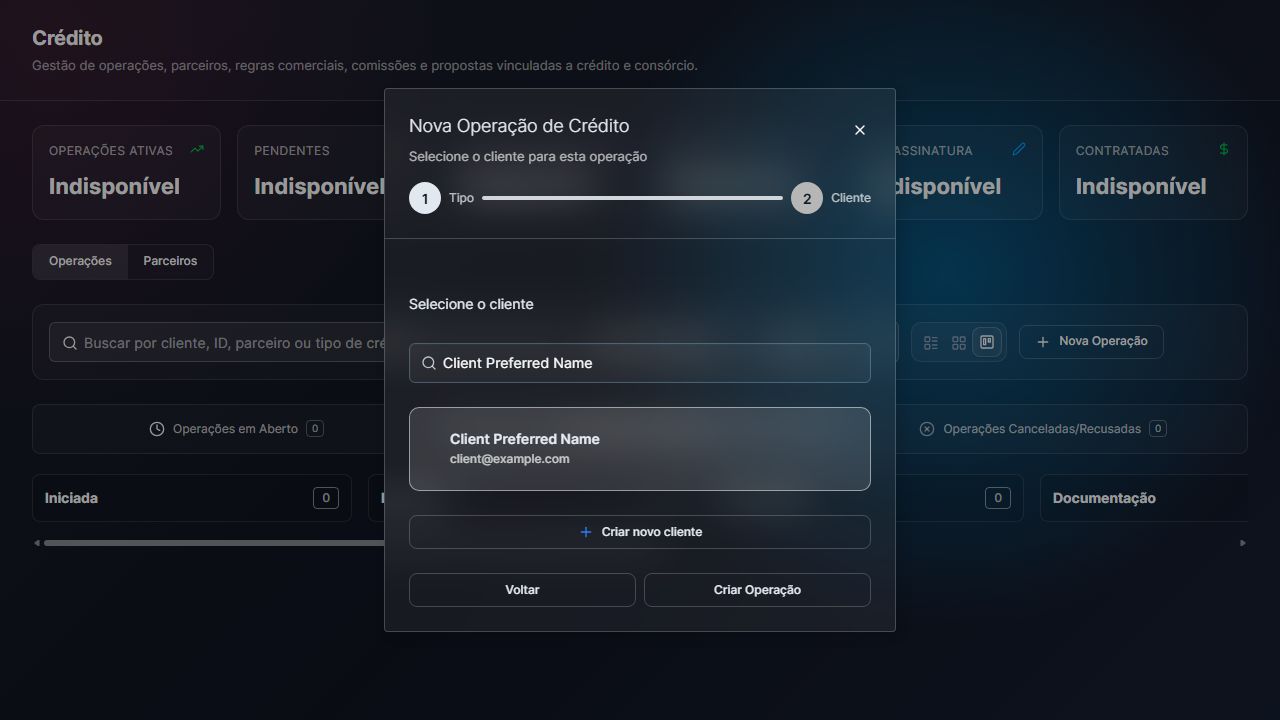 Crédito
Gestão de operações, parceiros, regras comerciais, comissões e propostas vinculadas a crédito e consórcio.
Nova Operação de Crédito
Selecione o cliente para esta operação
1 Tipo 2 Cliente
OPERAÇÕES ATIVAS
Indisponível
PENDENTES
Indisponível
ASSINATURA
disponível
CONTRATADAS
Indisponível
Operações Parceiros
Selecione o cliente
Buscar por cliente, ID, parceiro ou tipo de cré
Client Preferred Name
Nova Operação
Client Preferred Name
client@example.com
Operações em Aberto 0
Operações Canceladas/Recusadas 0
Iniciada 0
0
Documentação
Criar novo cliente
Voltar
Criar Operação